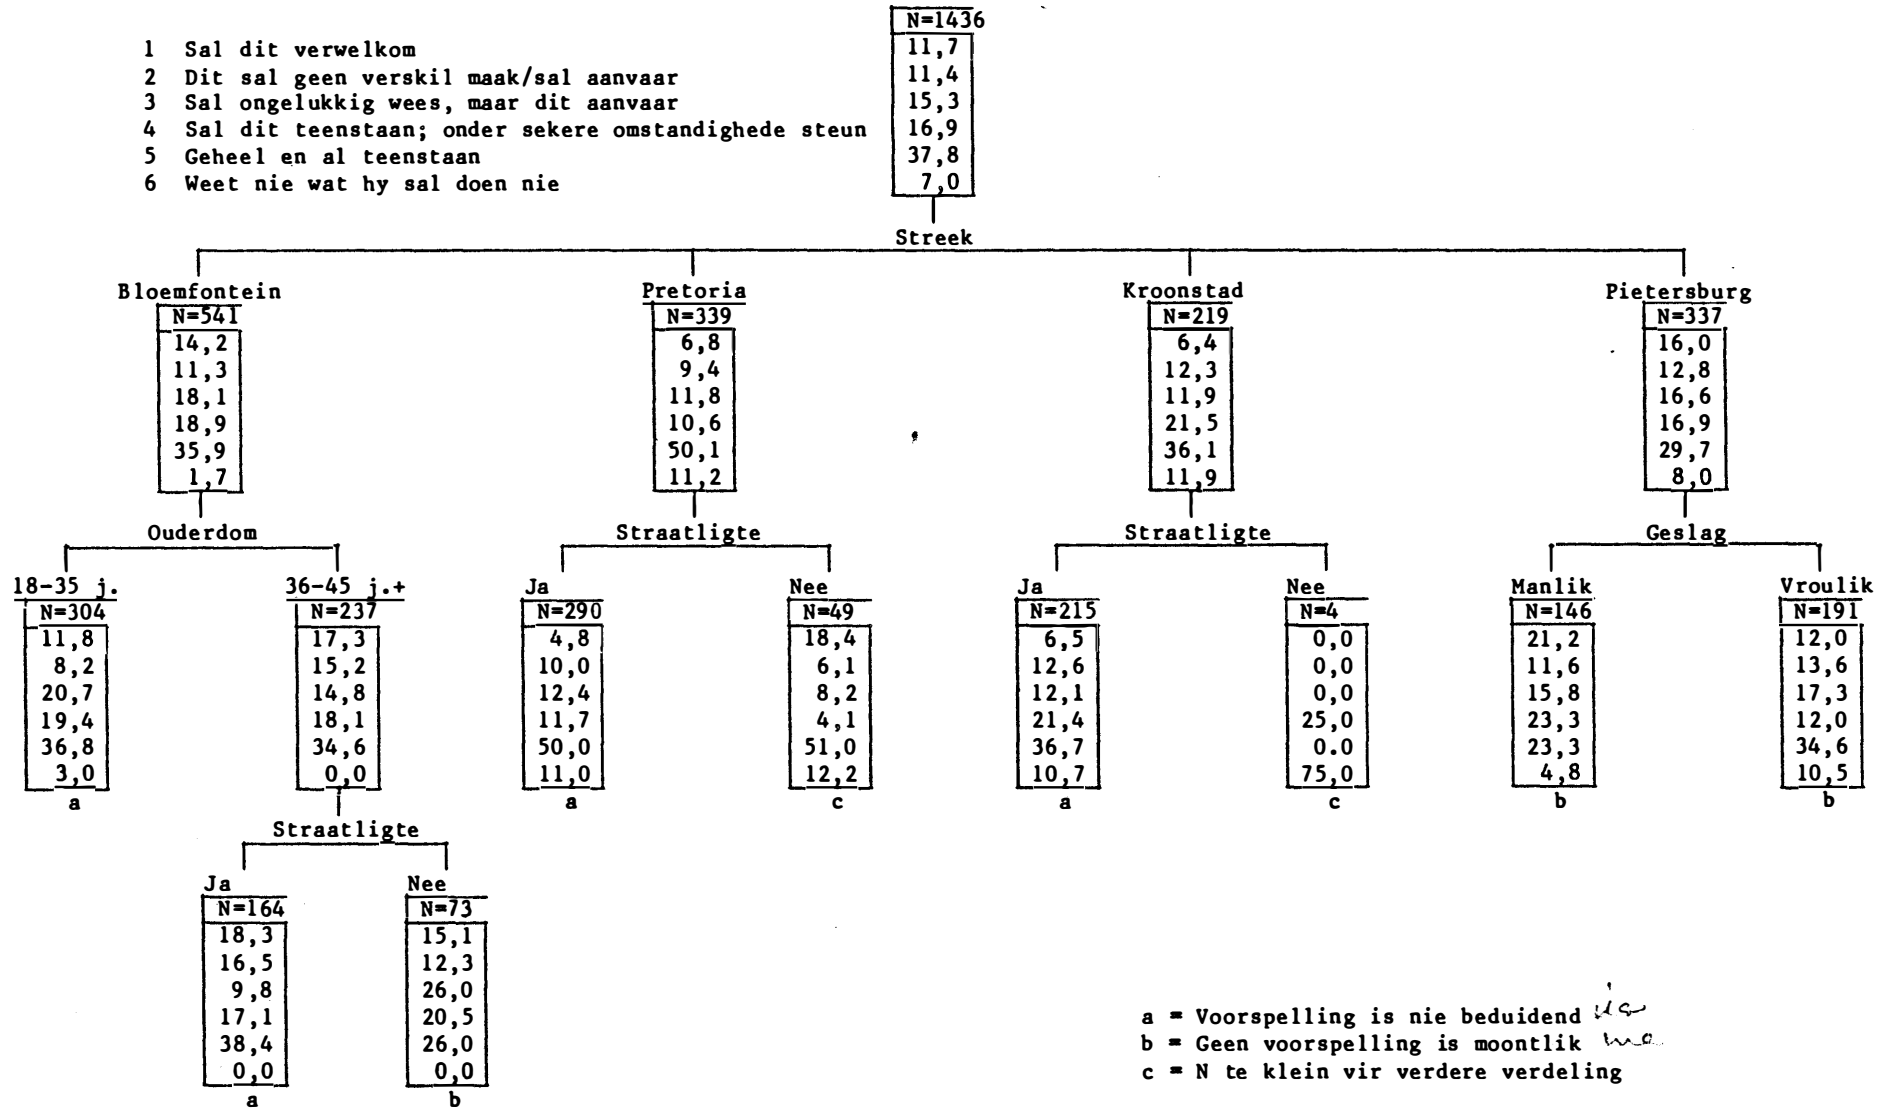 N=1436
11,7
11,4
15,3
16,9
37,8
7,0
1 Sal dit verwelkom
2 Dit sal geen verskil maak/sal aanvaar
3 Sal ongelukkig wees, maar dit aanvaar
4 Sal dit teenstaan; onder sekere omstandighede steun
5 Geheel en al teenstaan
6 Weet nie wat hy sal doen nie
Streek
Bloemfontein
N=541
14,2
11,3
18,1
18,9
35,9
1,7
Pretoria
N=339
6,8
9,4
11,8
10,6
50,1
11,2
Kroonstad
N=219
6,4
12,3
11,9
21,5
36,1
11,9
Pietersburg
N=337
16,0
12,8
16,6
16,9
29,7
8,0
Ouderdom
18-35 j.
N=304
11,8
8,2
20,7
19,4
36,8
3,0
a
36-45 j.+
N=237
17,3
15,2
14,8
18,1
34,6
0,0
Straatligte
Ja
N=290
4,8
10,0
12,4
11,7
50,0
11,0
a
Nee
N=49
18,4
6,1
8,2
4,1
51,0
12,2
c
Straatligte
Ja
N=215
6,5
12,6
12,1
21,4
36,7
10,7
a
Nee
N=4
0,0
0,0
0,0
25,0
0.0
75,0
c
Geslag
Manlik
N=146
21,2
11,6
15,8
23,3
23,3
4,8
b
Vroulik
N=191
12,0
13,6
17,3
12,0
34,6
10,5
b
Straatligte
Ja
N=164
18,3
16,5
9,8
17,1
38,4
0,0
a
Nee
N=73
15,1
12,3
26,0
20,5
26,0
0,0
b
a = Voorspelling is nie beduidend
b = Geen voorspelling is moontlik
c = N te klein vir verdere verdeling